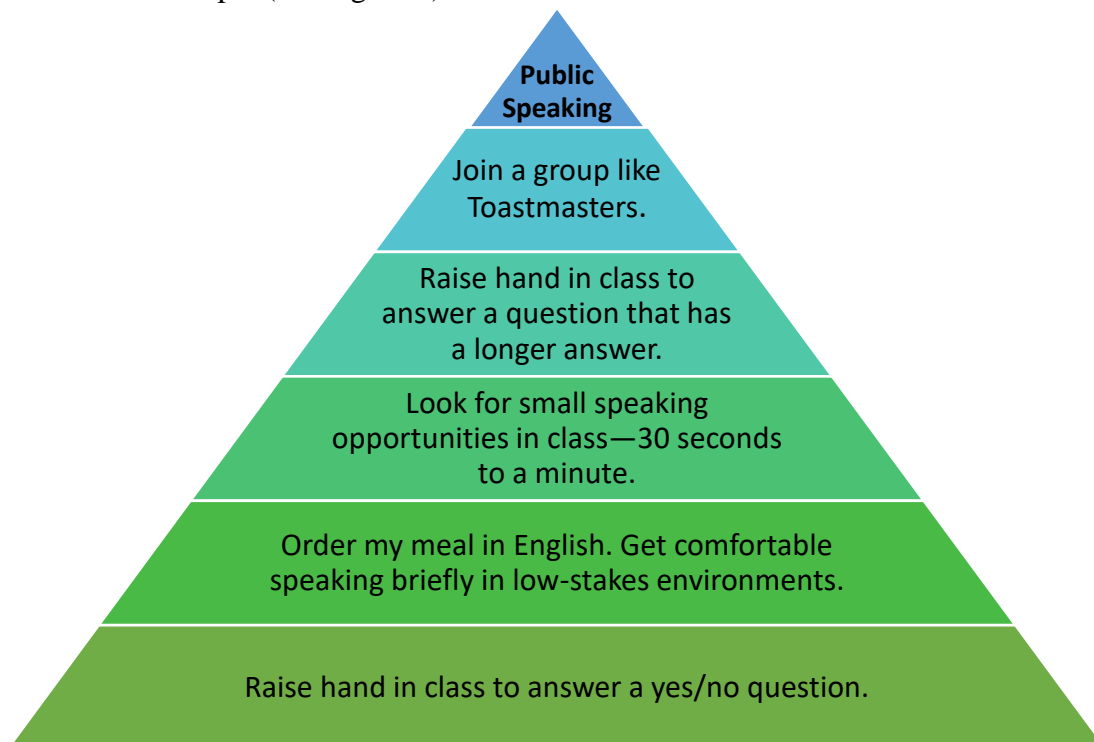 Public
Speaking
Join a group like
Toastmasters.
Raise hand in class to
answer a question that has
a longer answer.
Look for small speaking
opportunities in class—30 seconds
to a minute.
Order my meal in English. Get comfortable
speaking briefly in low-stakes environments.
Raise hand in class to answer a yes/no question.